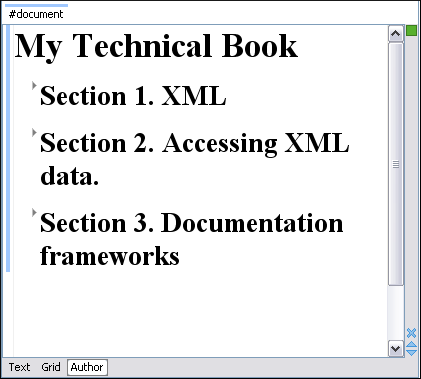 #document
My Technical Book
Section 1. XML
Section 2. Accessing XML
data.
Section 3. Documentation
frameworks
Text Grid Author